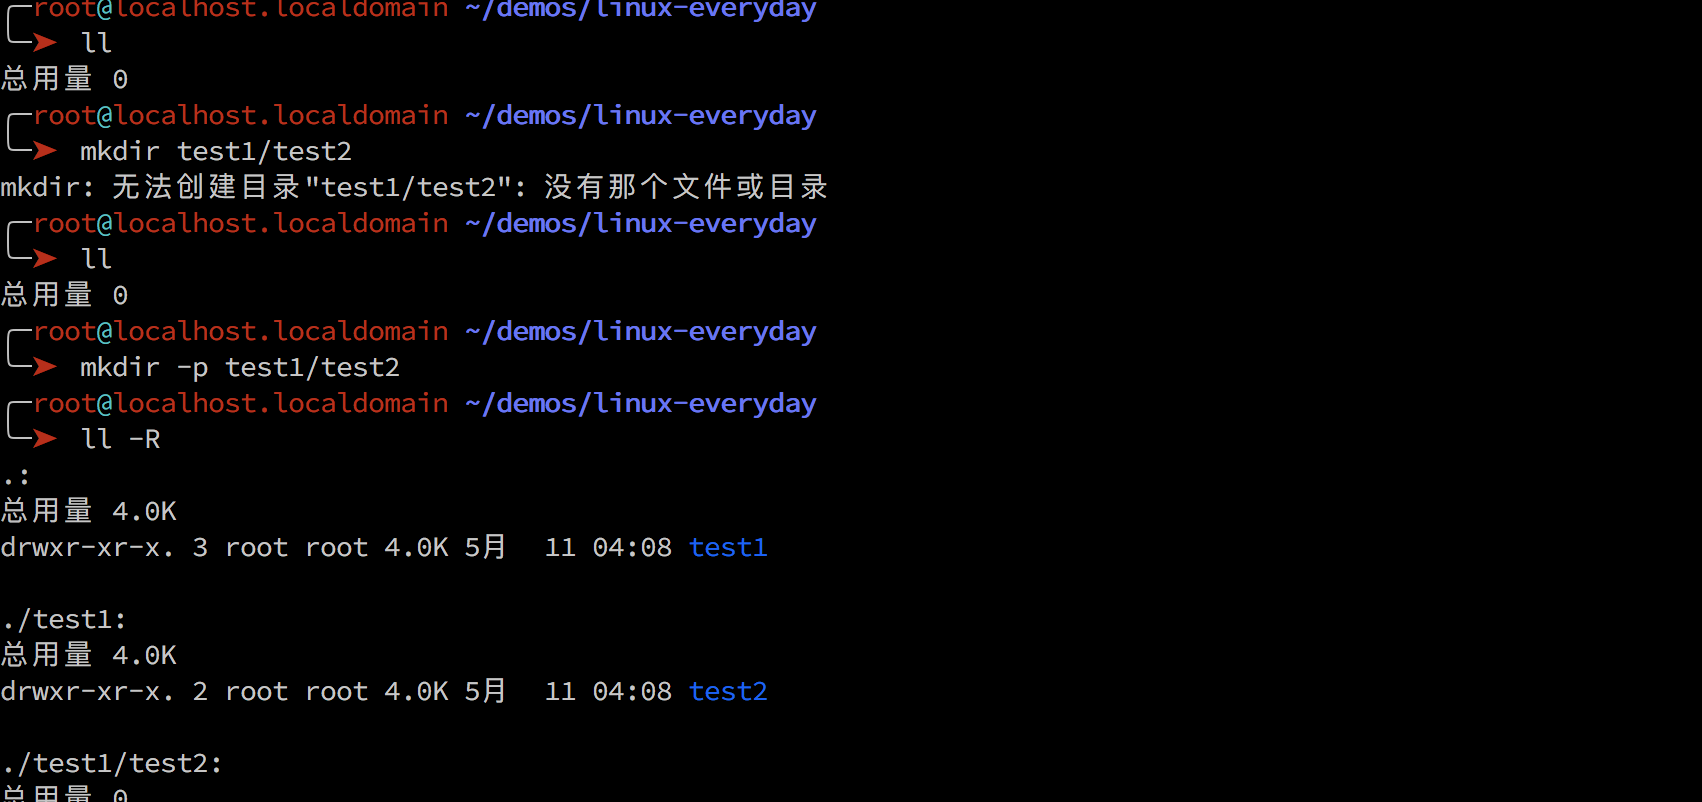 root@localhost.localdomain ~/demos/linux-everyday
ll
总用量 0
root@localhost.localdomain ~/demos/linux-everyday
mkdir test1/test2
mkdir: 无法创建目录"test1/test2": 没有那个文件或目录
root@localhost.localdomain ~/demos/linux-everyday
ll
总用量 0
root@localhost.localdomain ~/demos/linux-everyday
mkdir -p test1/test2
root@localhost.localdomain ~/demos/linux-everyday
ll -R
.:
总用量 4.0K
drwxr-xr-x. 3 root root 4.0K 5月  11 04:08 test1
./test1:
总用量 4.0K
drwxr-xr-x. 2 root root 4.0K 5月  11 04:08 test2
./test1/test2:
总用量 0